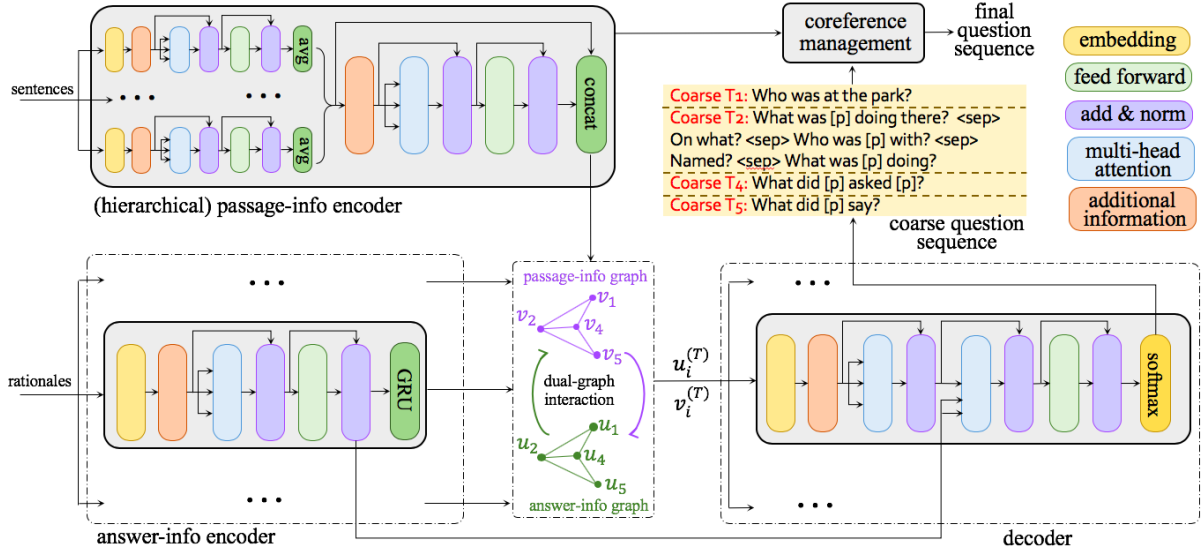 sentences
avg
avg
concat
(hierarchical) passage-info encoder
coreference
management
final
question
sequence
Coarse T1: Who was at the park?
Coarse T2: What was [p] doing there? <sep>
On what? <sep> Who was [p] with? <sep>
Named? <sep> What was [p] doing?
Coarse T4: What did [p] asked [p]?
Coarse T5: What did [p] say?
coarse question
sequence
embedding
feed forward
add & norm
multi-head
attention
additional
information
rationales
GRU
answer-info encoder
passage-info graph
v1
v2
v4
v5
dual-graph
interaction
u1
u2
u4
u5
answer-info graph
u_i^(T)
v_i^(T)
softmax
decoder